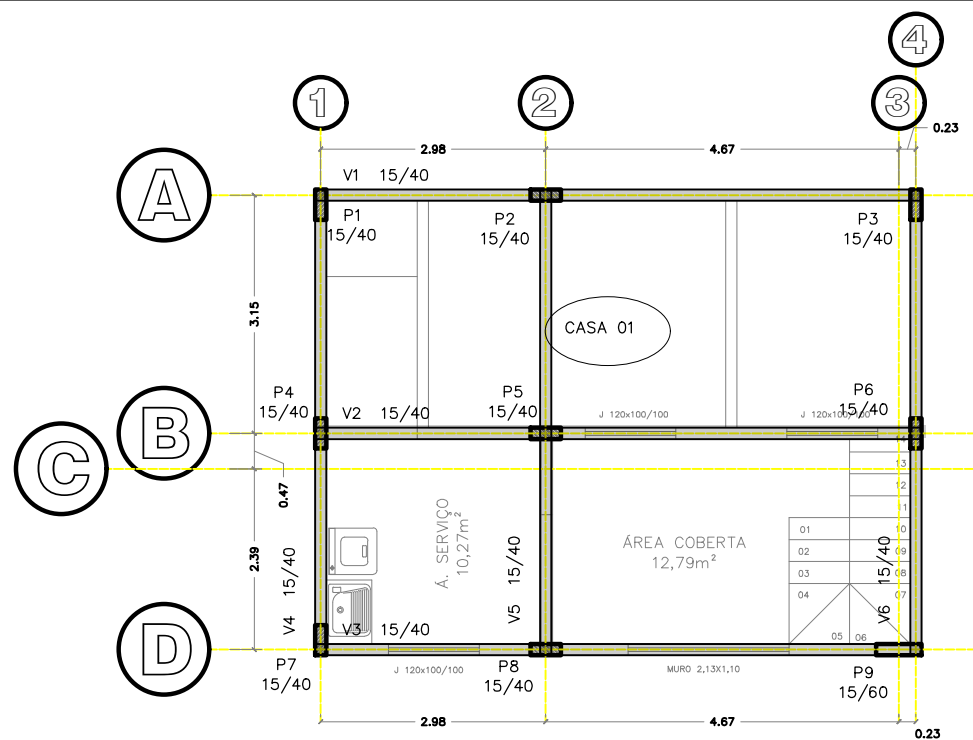 4
1
2
3
0.23
2.98
4.67
V1 15/40
A
P1
15/40
P2
15/40
P3
15/40
3.15
CASA 01
P4
15/40
P5
15/40
P6
15/40
V2 15/40
J 120x100/100
J 120x100/100
B
C
0.47
14
13
12
11
10
09
08
07
01
02
03
04
05
06
Á. SERVIÇO
10,27m²
ÁREA COBERTA
12,79m²
2.39
V4 15/40
V5 15/40
V6 15/40
V3 15/40
D
P7
15/40
J 120x100/100
P8
15/40
MURO 2,13X1,10
P9
15/60
2.98
4.67
0.23